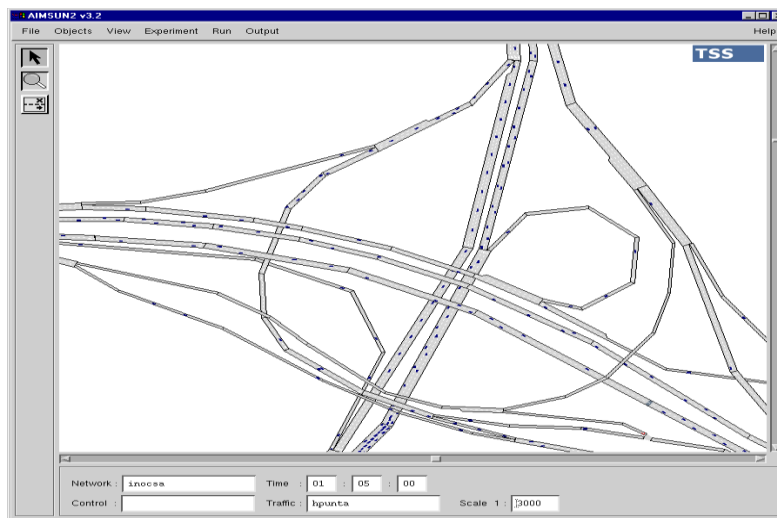 AIMSUN2 v3.2
File Objects View Experiment Run Output Help
TSS
Network : inocsa Time : 01 : 05 : 00
Control : Traffic : hpunta Scale 1 : 3000